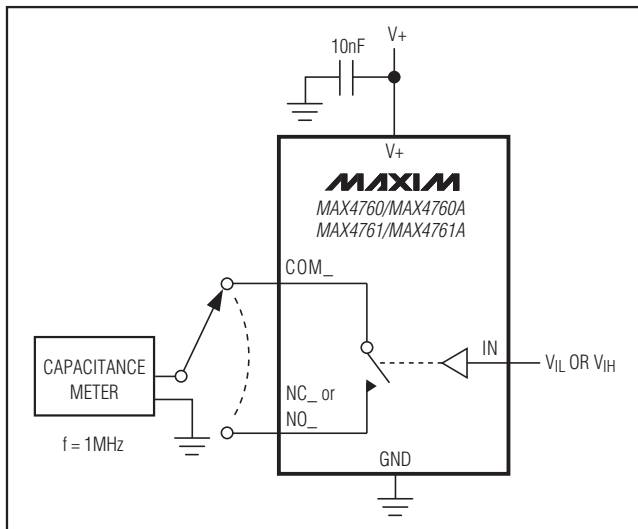 V+
10nF
V+
MAXIM
MAX4760/MAX4760A
MAX4761/MAX4761A
COM_
IN
VIL OR VIH
CAPACITANCE
METER
NC_ or
NO_
f = 1MHz
GND